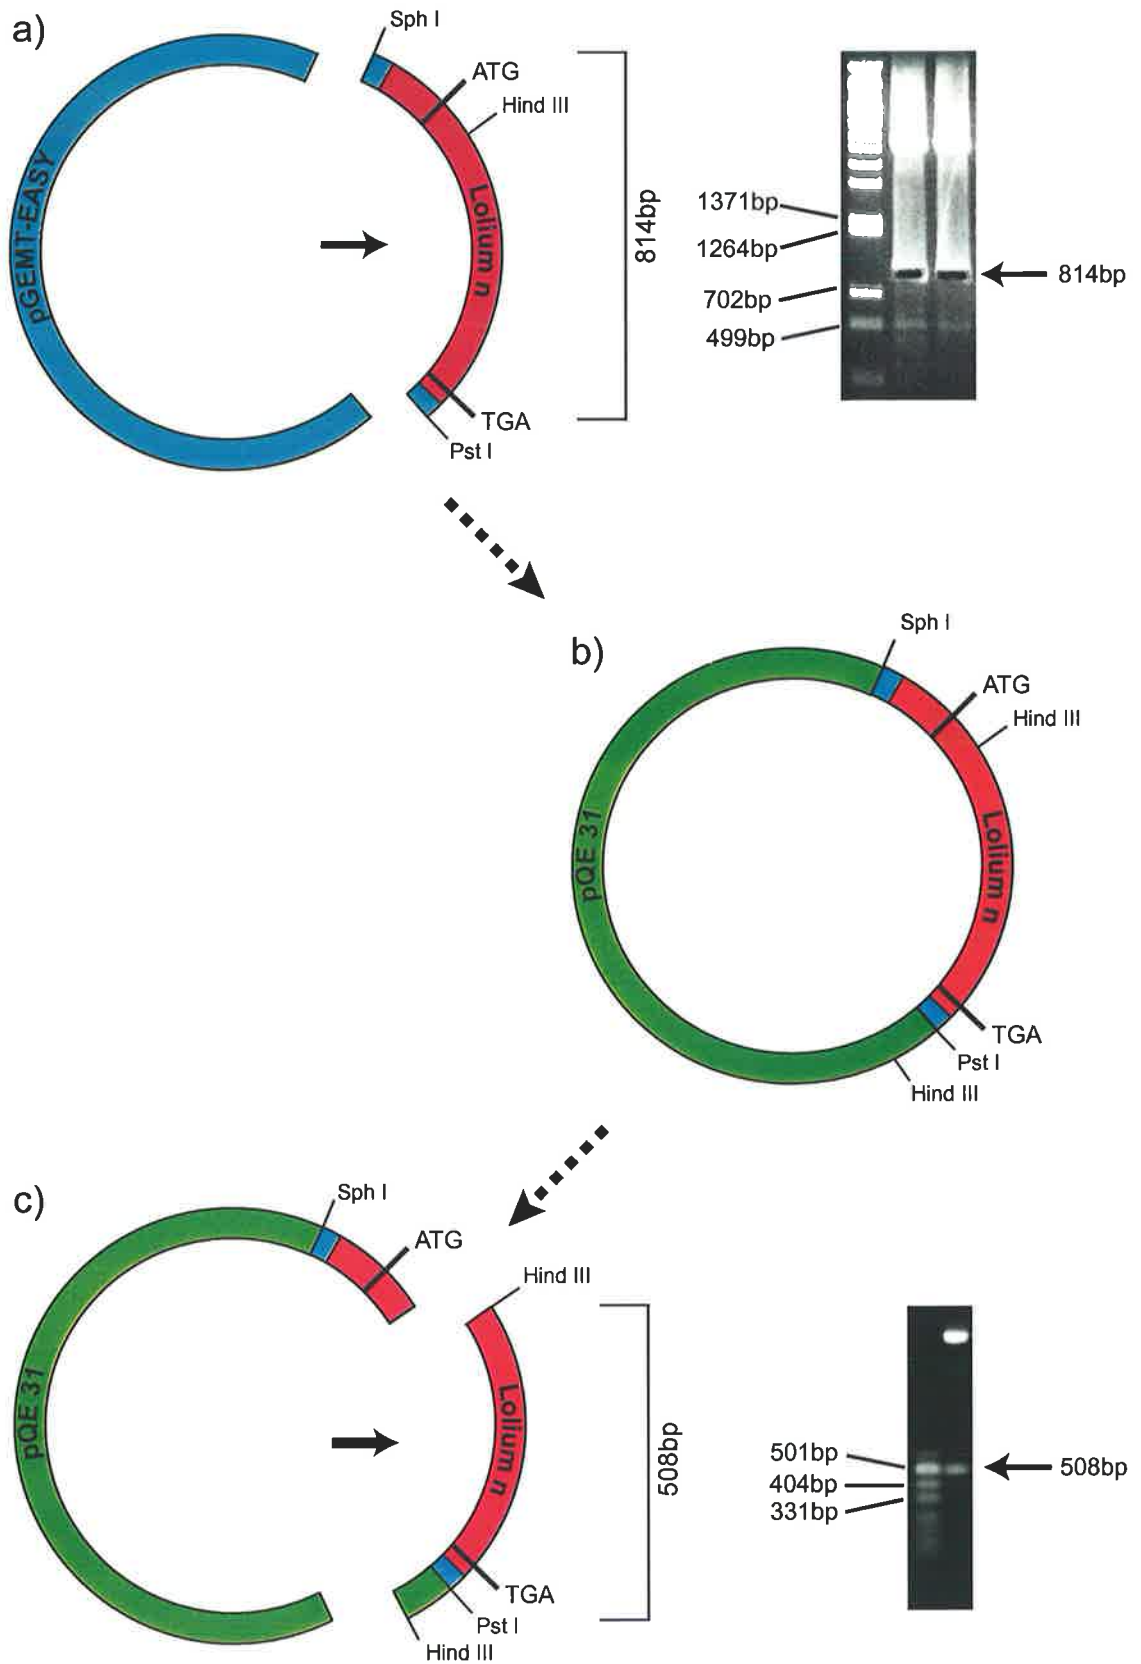 a)
Sph I
ATG
Hind III
pGEMT-EASY
Lolium n
TGA
Pst I
814bp
1371bp
1264bp
702bp
499bp
814bp
b)
Sph I
ATG
Hind III
pQE 31
Lolium n
TGA
Pst I
Hind III
c)
Sph I
ATG
Hind III
pQE 31
Lolium n
TGA
Pst I
Hind III
508bp
501bp
404bp
331bp
508bp